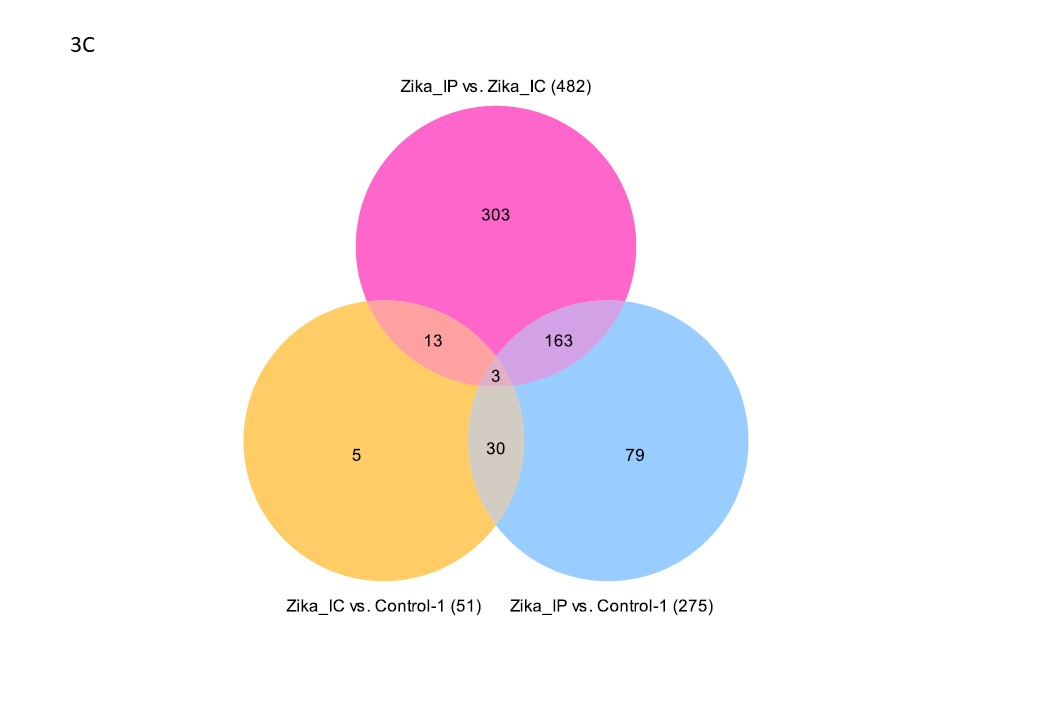 3C
Zika_IP vs. Zika_IC (482)
303
13
163
3
5
30
79
Zika_IC vs. Control-1 (51)
Zika_IP vs. Control-1 (275)